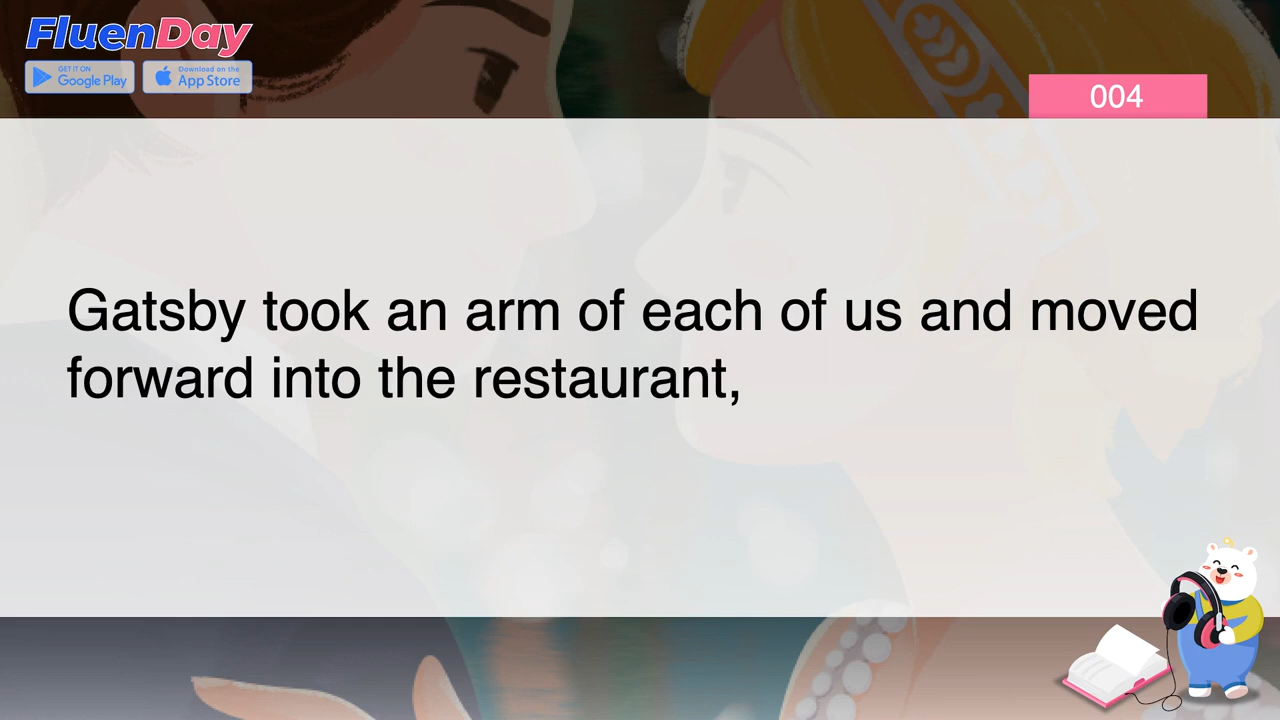 FluenDay
GET IT ON
Google Play
Download on the
App Store
004
Gatsby took an arm of each of us and moved
forward into the restaurant,